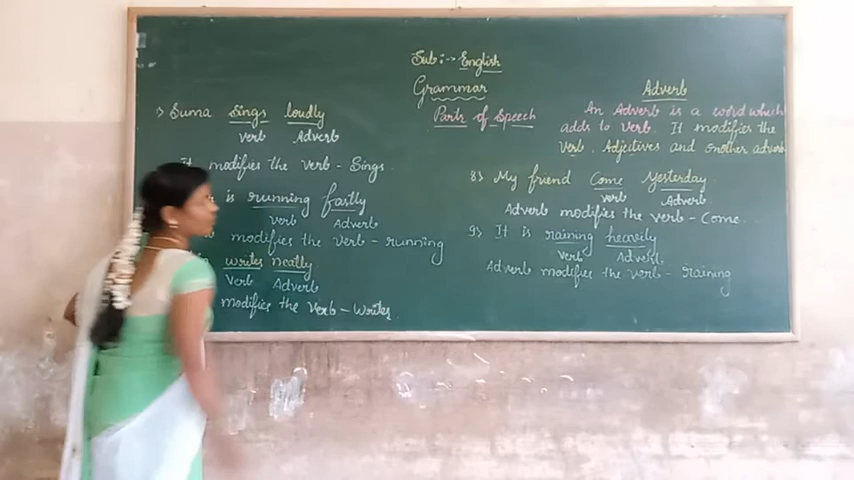 Sub:- English
Grammar
Parts of Speech
> Suma Sings loudly
verb Adverb
It modifies the verb - Sings
is running fastly
verb Adverb
modifies the verb - running
writes neatly
verb Adverb
modifies the verb - Writes
Adverb
An Adverb is a word which
adds to verb. It modifies the
Verb, Adjectives and another adverb
8) My friend Come Yesterday
verb Adverb
Adverb modifies the verb - Come.
9) It is raining heavily
verb Adverb
Adverb modifies the verb - raining